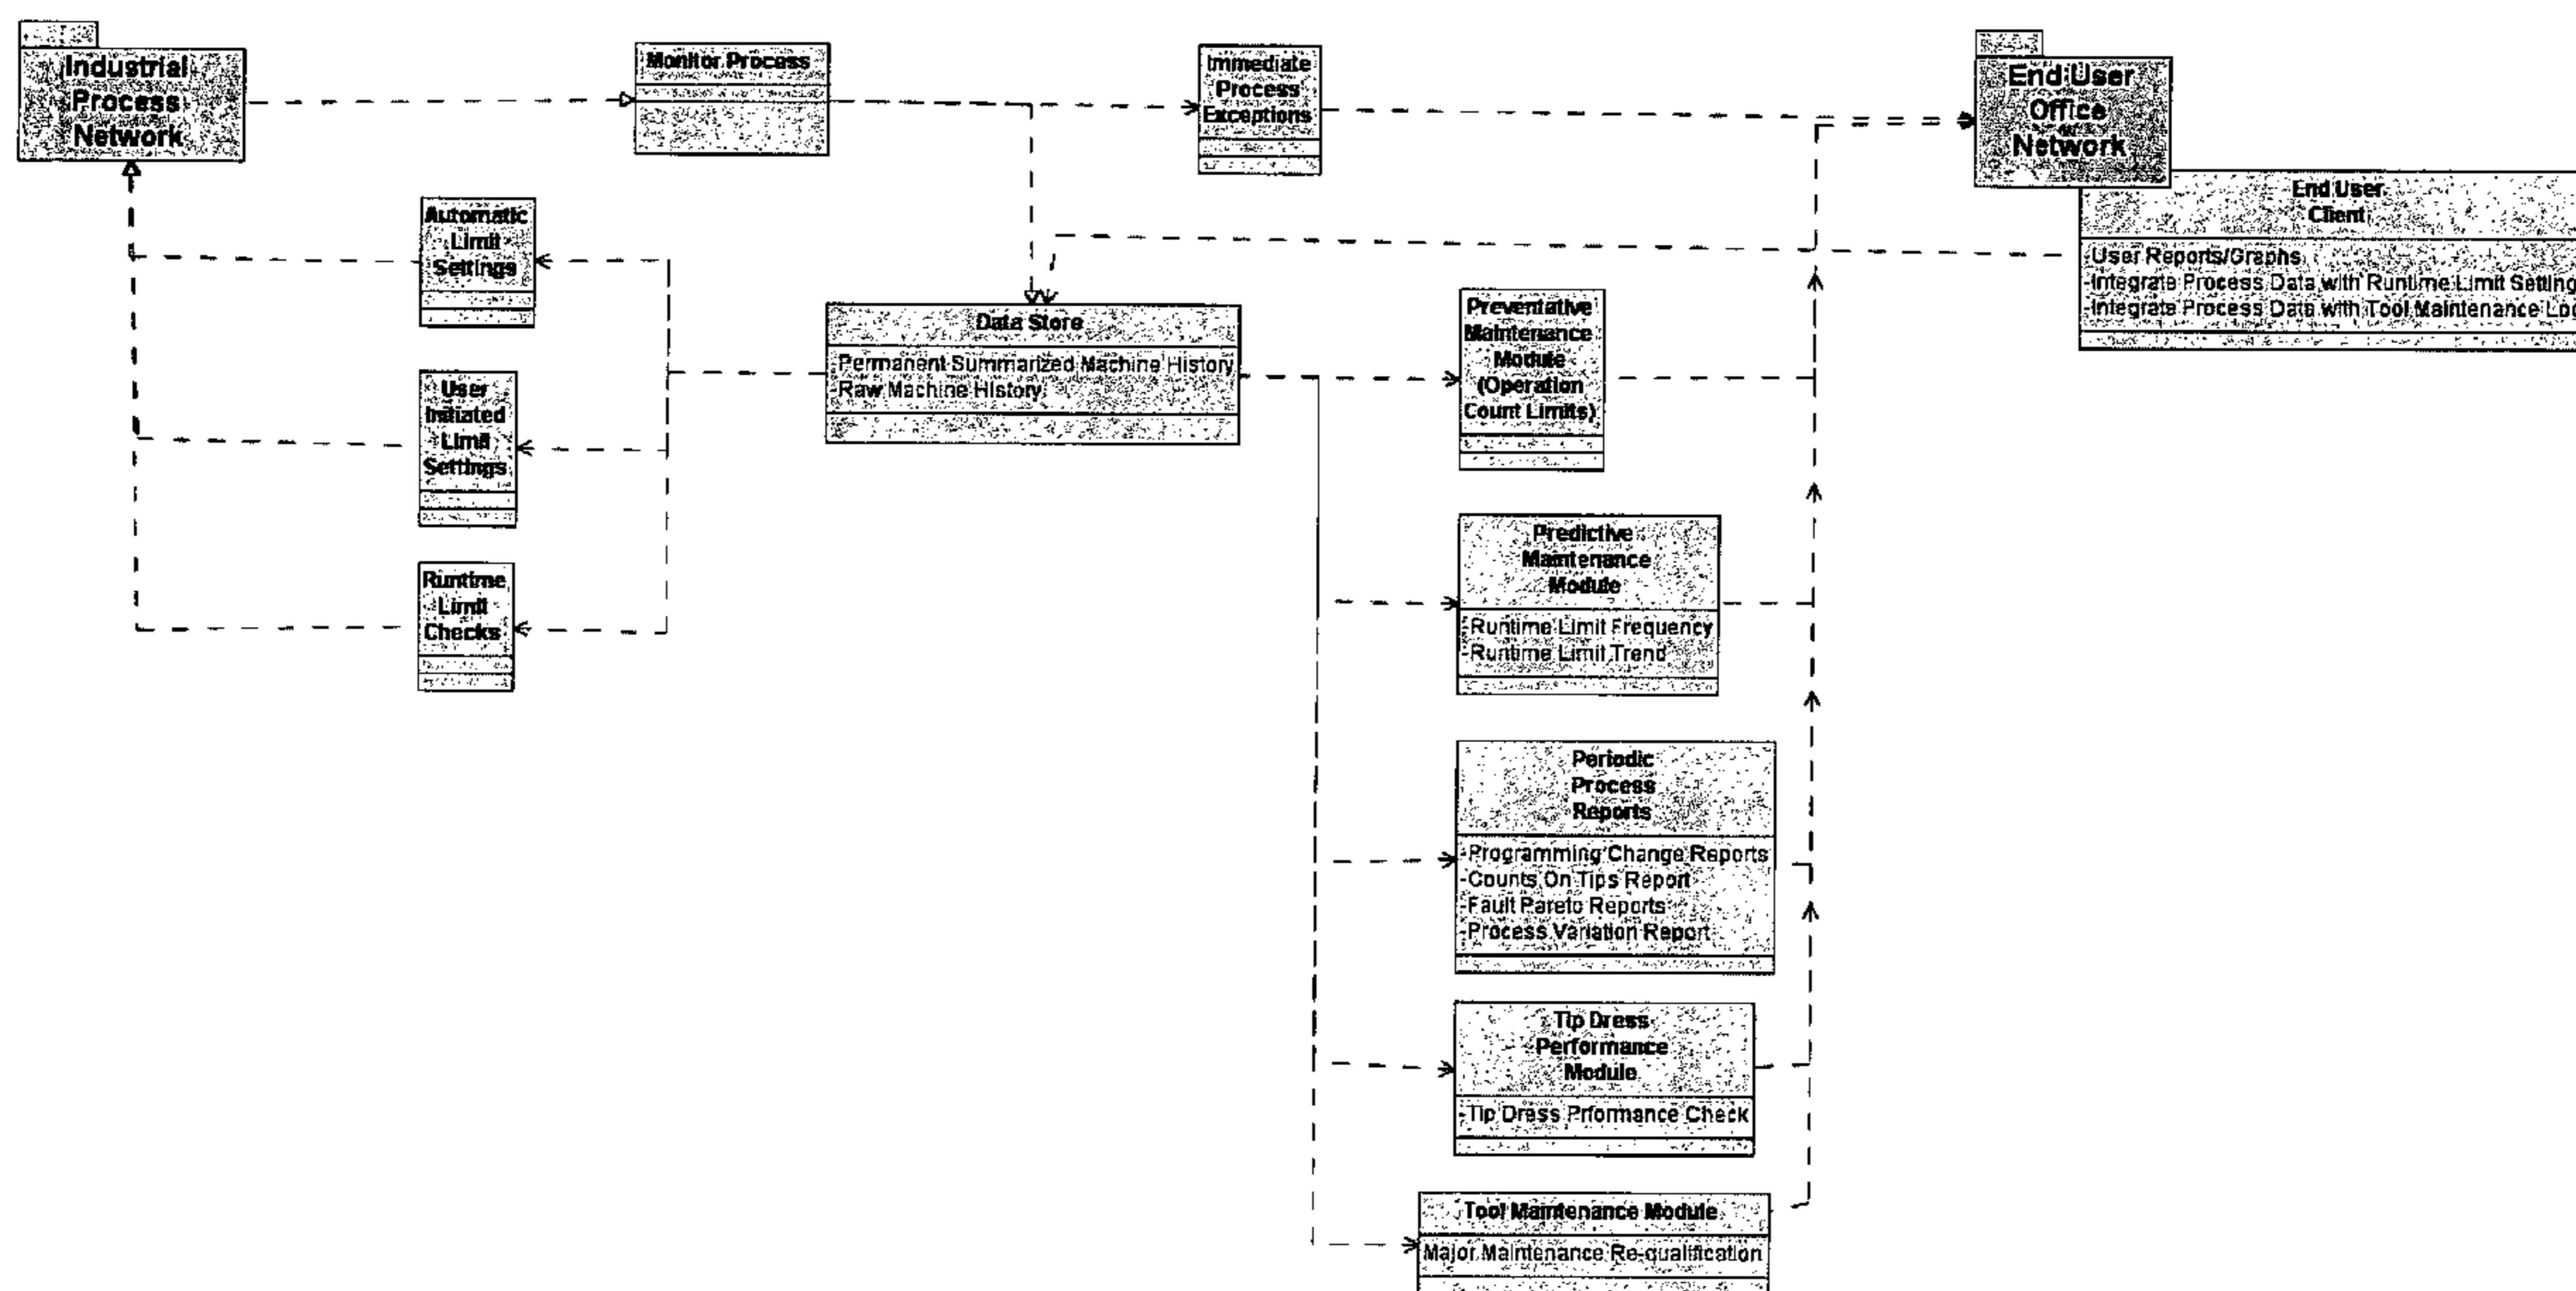 Industrial
Process
Network
Monitor Process
Immediate
Process
Exceptions
End User
Office
Network
End User
Client
-User Reports/Graphs
-Integrate Process Data with Runtime Limit Setting
-Integrate Process Data with Tool Maintenance Log
Automatic
Limit
Settings
User
Initiated
Limit
Settings
Runtime
Limit
Checks
Data Store
-Permanent Summarized Machine History
-Raw Machine History
Preventative
Maintenance
Module
(Operation
Count Limits)
Predictive
Maintenance
Module
-Runtime Limit Frequency
-Runtime Limit Trend
Periodic
Process
Reports
-Programming Change Reports
-Counts On Tips Report
-Fault Pareto Reports
-Process Variation Report
Tip Dress
Performance
Module
-Tip Dress Prformance Check
Tool Maintenance Module
Major Maintenance Re-qualification